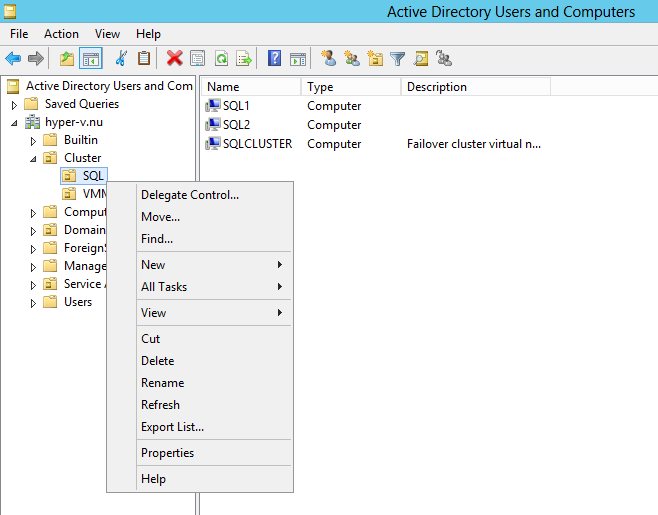 Active Directory Users and Computers
File Action View Help
Active Directory Users and Com
Saved Queries
hyper-v.nu
Builtin
Cluster
SQL
VMM
Comput
Domain
ForeignS
Manage
Service A
Users
Name Type Description
SQL1 Computer
SQL2 Computer
SQLCLUSTER Computer Failover cluster virtual n...
Delegate Control...
Move...
Find...
New
All Tasks
View
Cut
Delete
Rename
Refresh
Export List...
Properties
Help